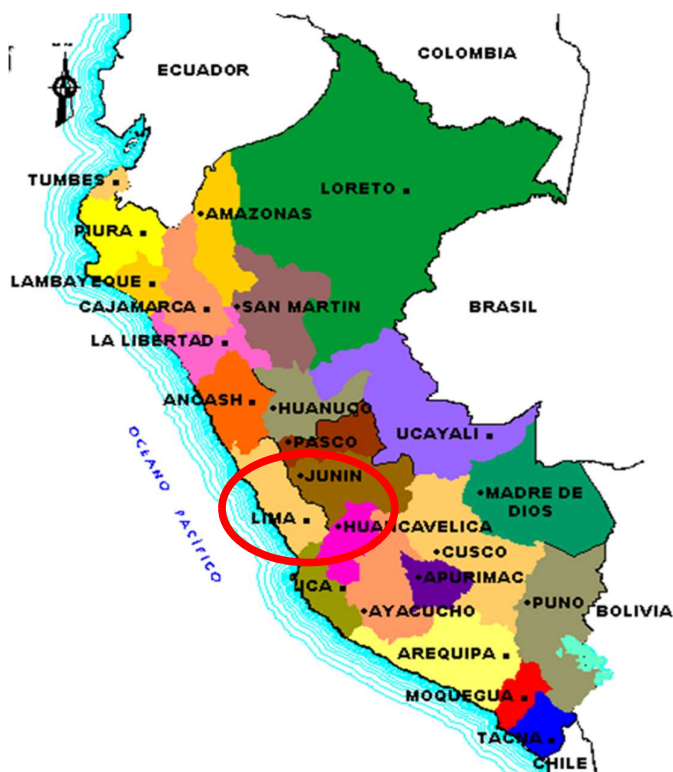 COLOMBIA
ECUADOR
TUMBES
LORETO
AMAZONAS
PIURA
LAMBAYEQUE
CAJAMARCA
SAN MARTIN
BRASIL
LA LIBERTAD
ANCASH
HUANUCO
UCAYALI
PASCO
JUNIN
MADRE DE
DIOS
LIMA
HUANCAVELICA
OCEANO
PACÍFICO
CUSCO
APURIMAC
ICA
AYACUCHO
PUNO
BOLIVIA
AREQUIPA
MOQUEGUA
TACNA
CHILE